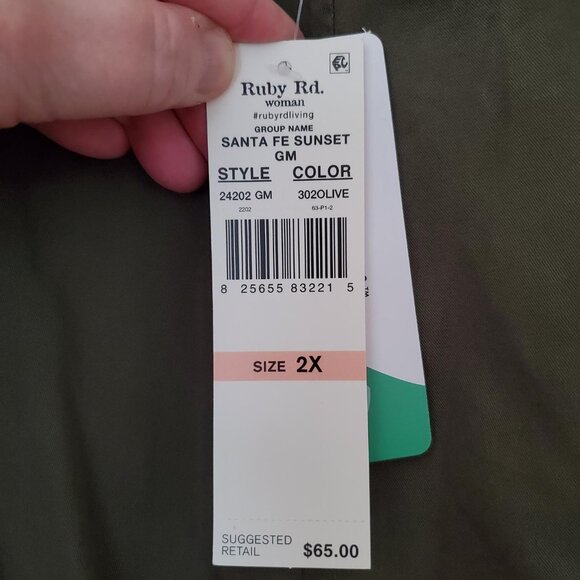 Ruby Rd.
woman
#rubyrdliving
GROUP NAME
SANTA FE SUNSET
GM
STYLE COLOR
24202 GM 302OLIVE
2202 63-P1-2
8 25655 83221 5
SIZE 2X
SUGGESTED
RETAIL $65.00
TM